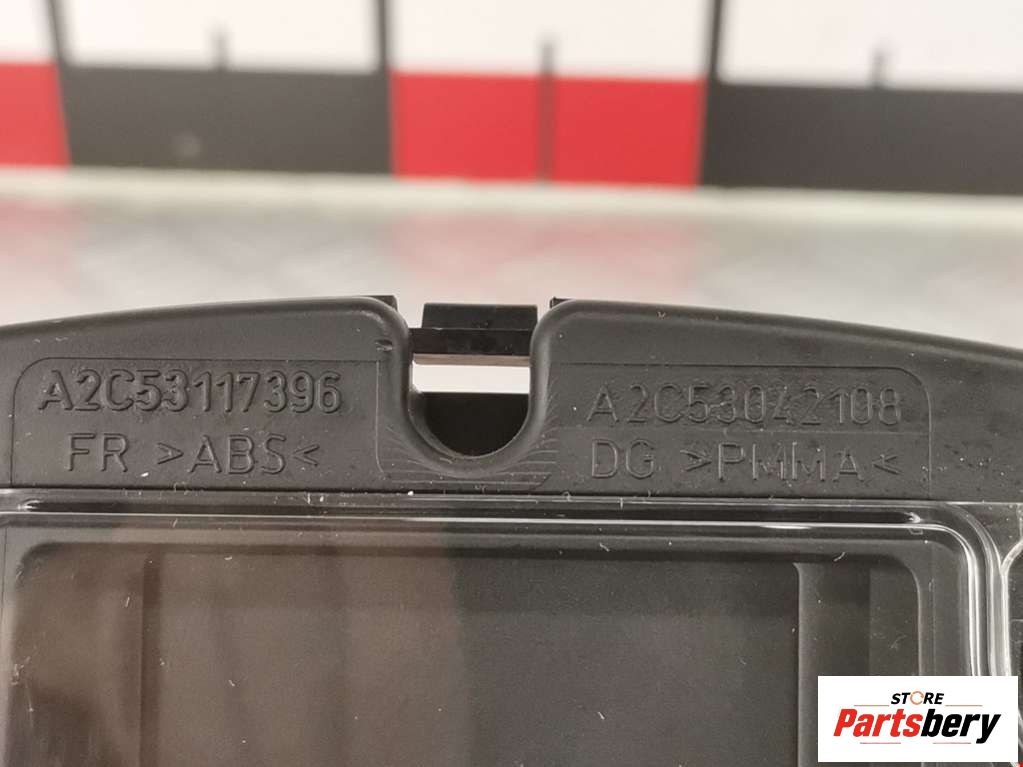 A2C53117396
FR >ABS<
A2C53042108
DG >PMMA<
STORE
Partsbery